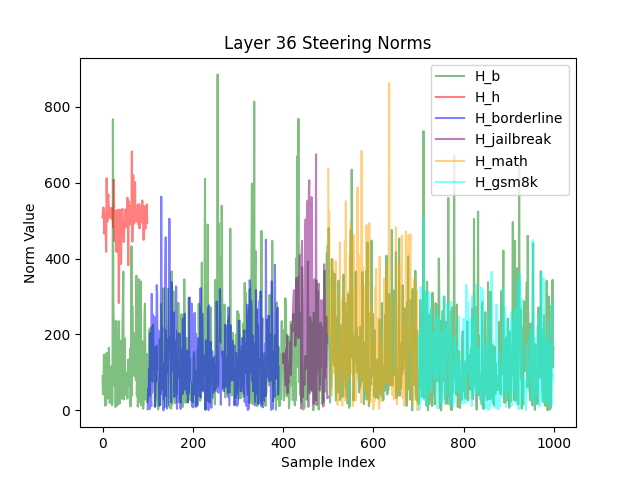 Layer 36 Steering Norms
Norm Value
800
600
400
200
0
0
200
400
600
800
1000
Sample Index
H_b
H_h
H_borderline
H_jailbreak
H_math
H_gsm8k